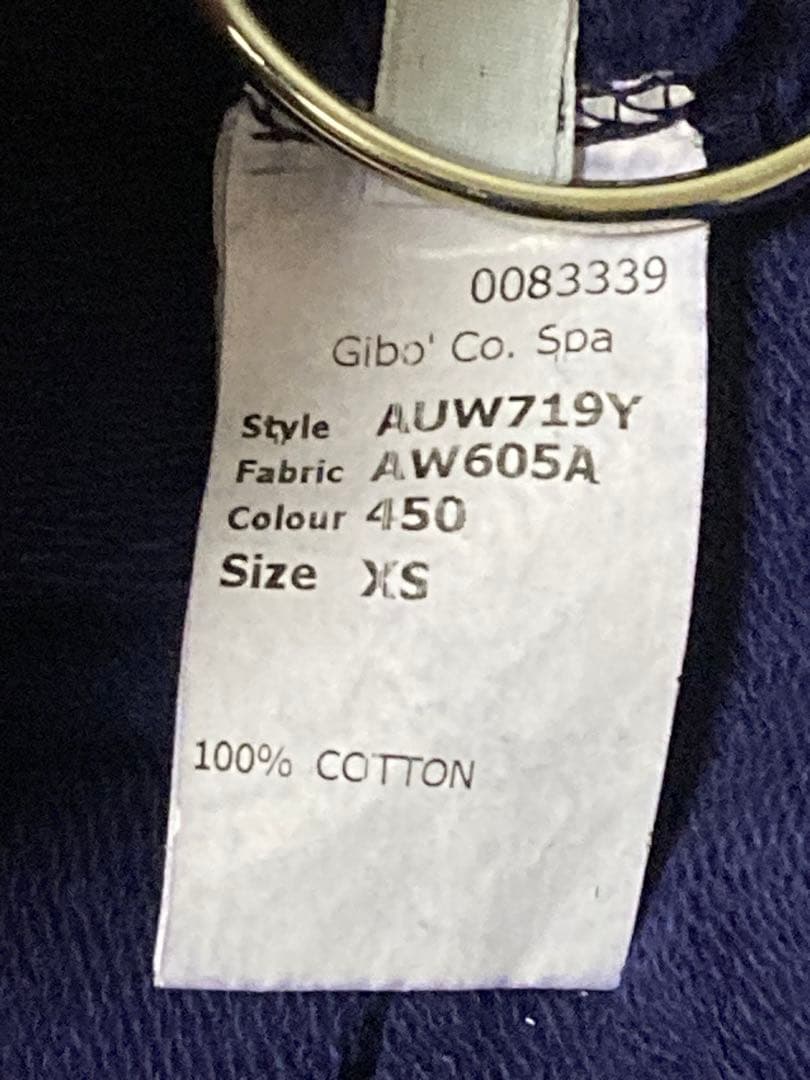 0083339
Gibo' Co. Spa
Style AUW719Y
Fabric AW605A
Colour 450
Size XS
100% COTTON